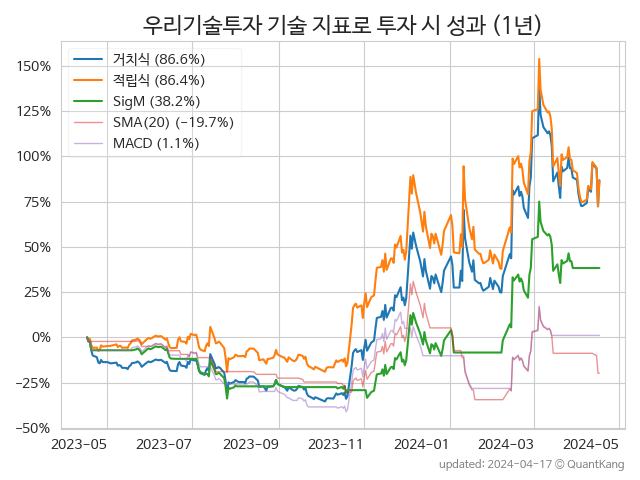 우리기술투자 기술 지표로 투자 시 성과 (1년)
거치식 (86.6%)
적립식 (86.4%)
SigM (38.2%)
SMA(20) (−19.7%)
MACD (1.1%)
150%
125%
100%
75%
50%
25%
0%
−25%
−50%
2023-05 2023-07 2023-09 2023-11 2024-01 2024-03 2024-05
updated: 2024-04-17 © QuantKang